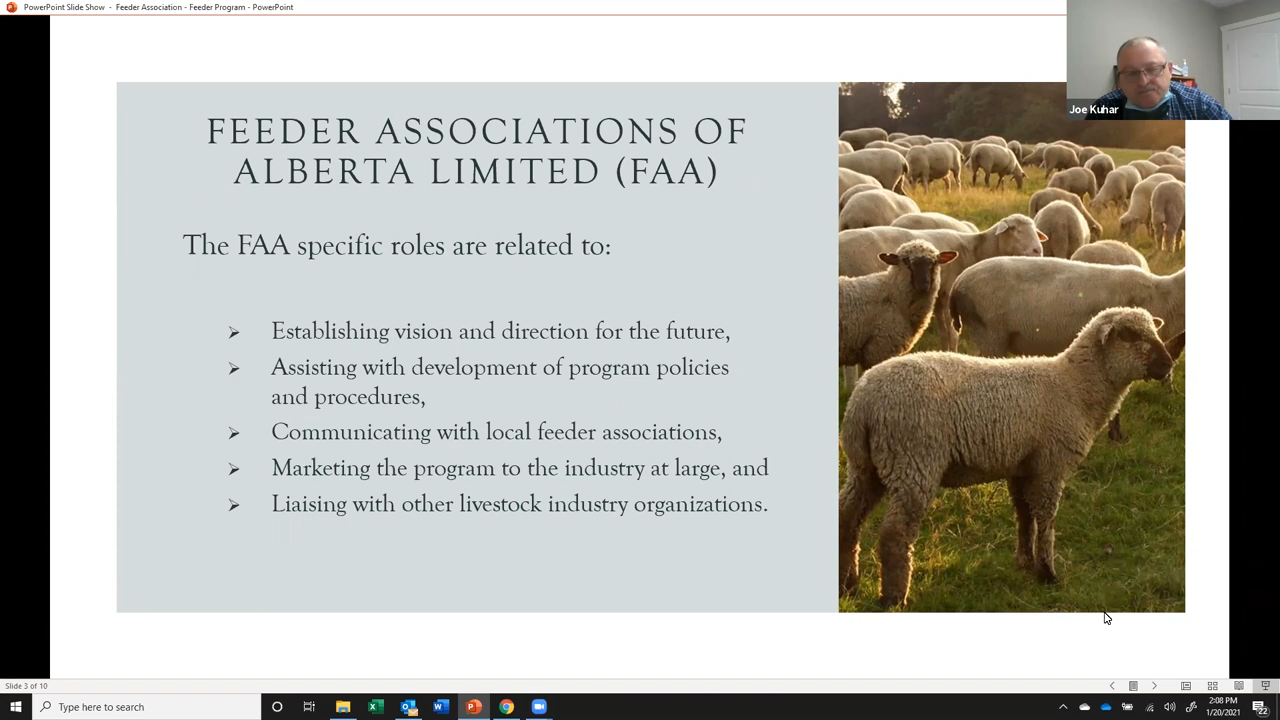 PowerPoint Slide Show - Feeder Association - Feeder Program - PowerPoint
Joe Kuhar
FEEDER ASSOCIATIONS OF
ALBERTA LIMITED (FAA)
The FAA specific roles are related to:
Establishing vision and direction for the future,
Assisting with development of program policies
and procedures,
Communicating with local feeder associations,
Marketing the program to the industry at large, and
Liaising with other livestock industry organizations.
Slide 3 of 10
Type here to search
2:08 PM
1/20/2021
22